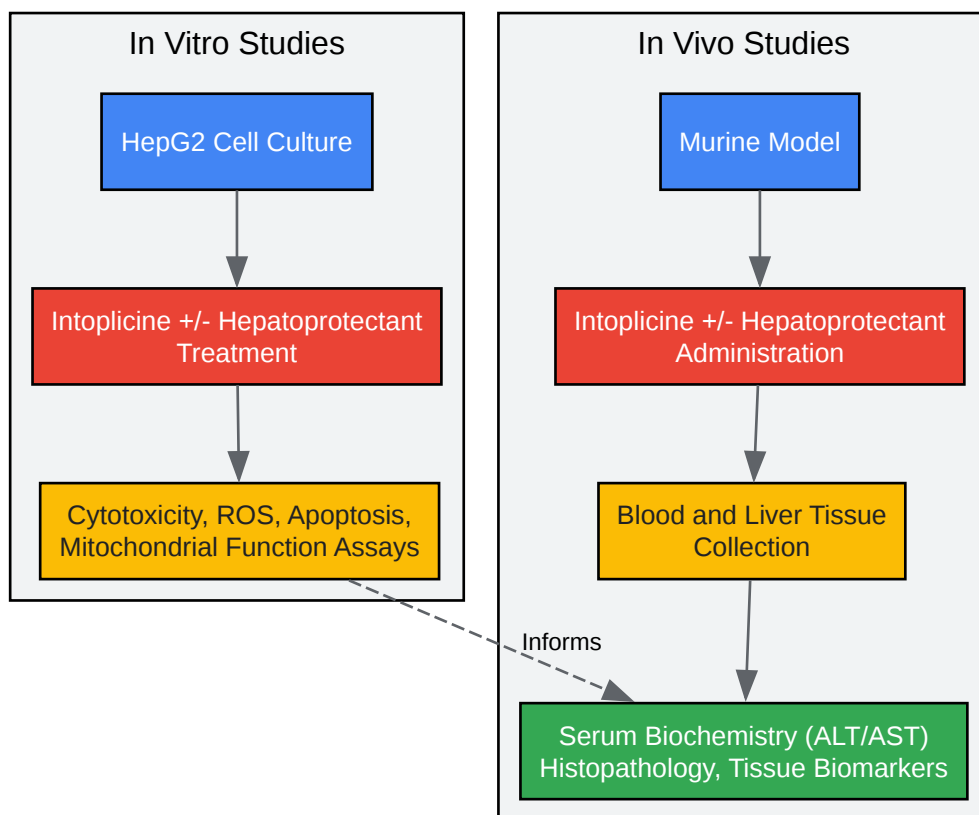 In Vitro Studies
HepG2 Cell Culture
Intoplicine +/- Hepatoprotectant
Treatment
Cytotoxicity, ROS, Apoptosis,
Mitochondrial Function Assays
Informs
In Vivo Studies
Murine Model
Intoplicine +/- Hepatoprotectant
Administration
Blood and Liver Tissue
Collection
Serum Biochemistry (ALT/AST)
Histopathology, Tissue Biomarkers